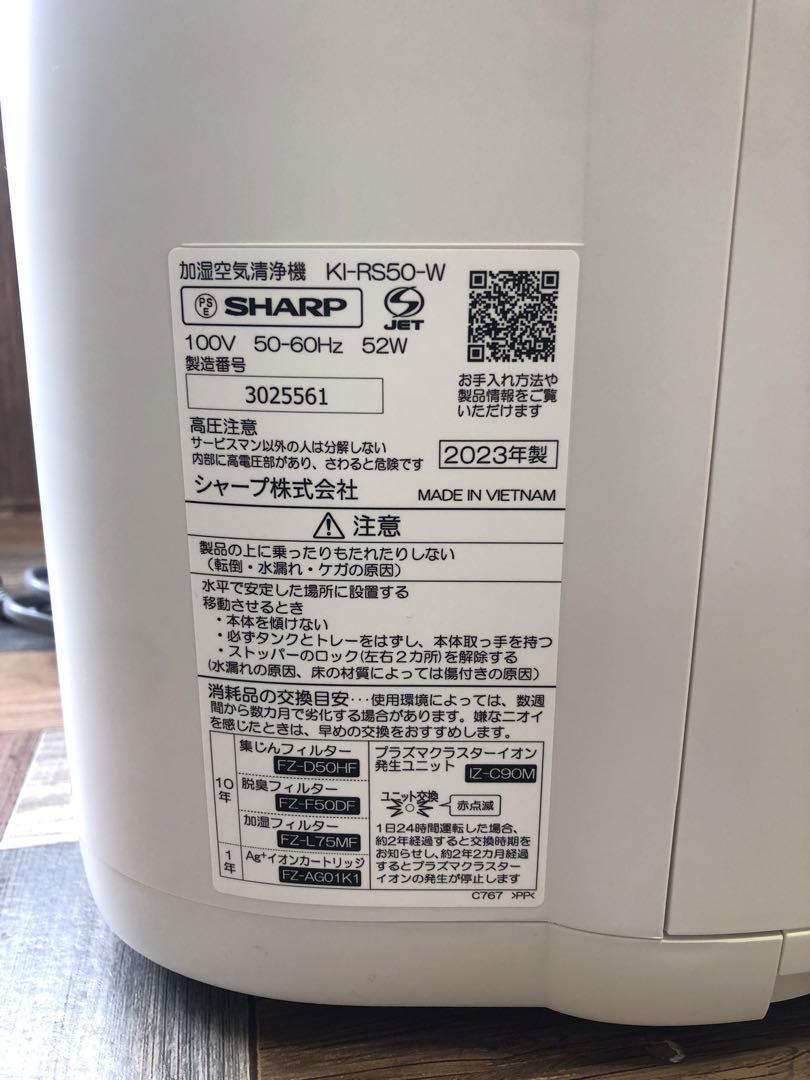 加湿空気清浄機 KI-RS50-W
PS E SHARP JET
100V 50-60Hz 52W
製造番号
3025561
お手入れ方法や
製品情報をご覧
いただけます
高圧注意
サービスマン以外の人は分解しない
内部に高電圧部があり、さわると危険です
2023年製
シャープ株式会社 MADE IN VIETNAM
注意
製品の上に乗ったりもたれたりしない
（転倒・水漏れ・ケガの原因）
水平で安定した場所に設置する
移動させるとき
・本体を傾けない
・必ずタンクとトレーをはずし、本体取っ手を持つ
・ストッパーのロック(左右２カ所)を解除する
(水漏れの原因、床の材質によっては傷付きの原因）
消耗品の交換目安･･･使用環境によっては、数週
間から数カ月で劣化する場合があります。嫌なニオイ
を感じたときは、早めの交換をおすすめします。
10年
集じんフィルター
FZ-D50HF
脱臭フィルター
FZ-F50DF
加湿フィルター
FZ-L75MF
1年
Ag+イオンカートリッジ
FZ-AG01K1
プラズマクラスターイオン
発生ユニット IZ-C90M
ユニット交換
赤点滅
１日24時間運転した場合、
約2年経過すると交換時期を
お知らせし、約2年2カ月経過
するとプラズマクラスター
イオンの発生が停止します
C767 >PP<